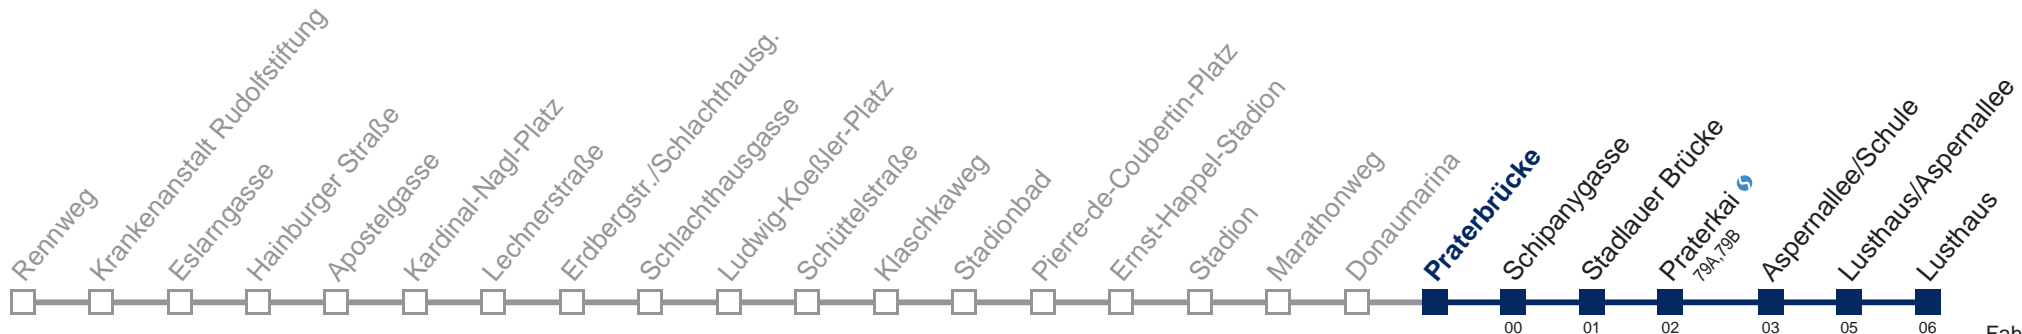 Rennweg
Krankenanstalt Rudolfstiftung
Eslarngasse
Hainburger Straße
Apostelgasse
Kardinal-Nagl-Platz
Lechnerstraße
Erdbergstr./Schlachthausg.
Schlachthausgasse
Ludwig-Koeßler-Platz
Schüttelstraße
Klaschkaweg
Stadionbad
Pierre-de-Coubertin-Platz
Ernst-Happel-Stadion
Stadion
Marathonweg
Donaumarina
Praterbrücke
Schipanygasse
Stadlauer Brücke
Praterkai
79A,79B
Aspernallee/Schule
Lusthaus/Aspernallee
Lusthaus
00 01 02 03 05 06
Fah